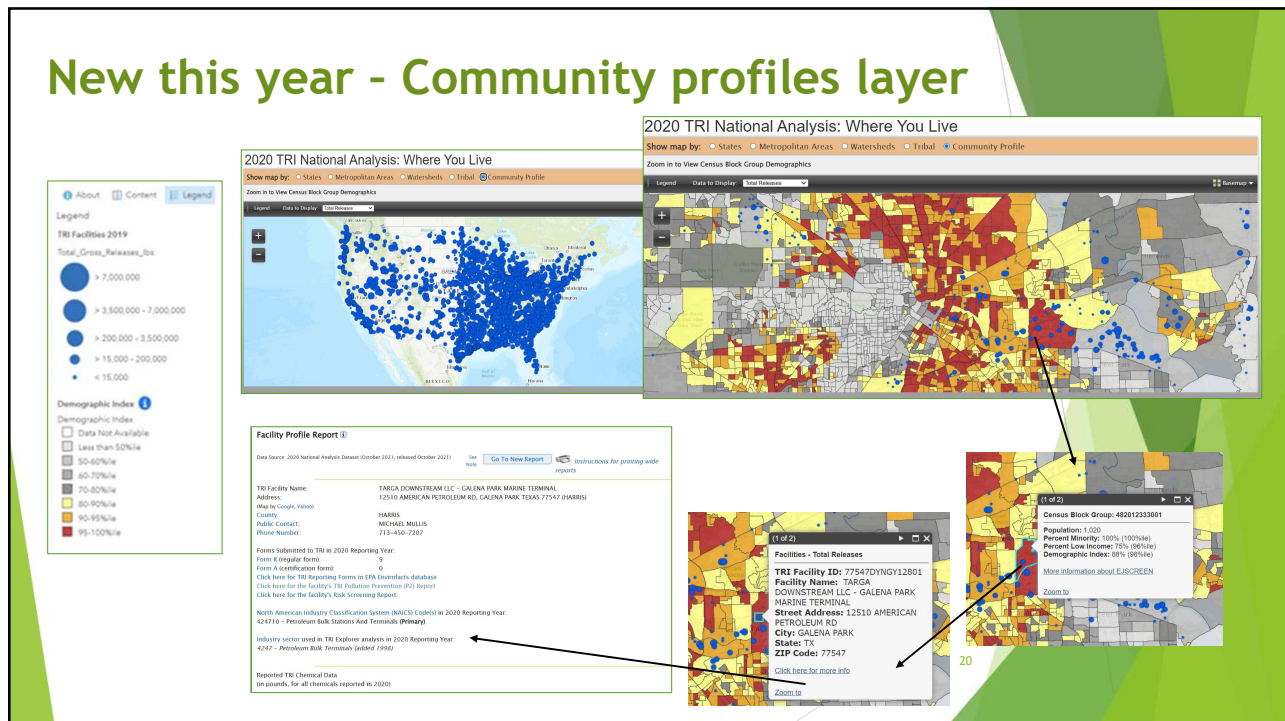 New this year – Community profiles layer
2020 TRI National Analysis: Where You Live
Show map by: States Metropolitan Areas Watersheds Tribal Community Profile
Zoom in to View Census Block Group Demographics
Legend Data to Display: Total Releases
Ottawa Montreal
MEXICO
Havana
2020 TRI National Analysis: Where You Live
Show map by: States Metropolitan Areas Watersheds Tribal Community Profile
Zoom in to View Census Block Group Demographics
Legend Data to Display: Total Releases Basemap
About Content Legend
Legend
TRI Facilities 2019
Total_Gross_Releases_lbs
> 7,000,000
> 3,500,000 - 7,000,000
> 200,000 - 3,500,000
> 15,000 - 200,000
< 15,000
Demographic Index
Demographic Index
Data Not Available
Less than 50%ile
50-60%ile
60-70%ile
70-80%ile
80-90%ile
90-95%ile
95-100%ile
Facility Profile Report
Data Source: 2020 National Analysis Dataset (October 2021, released October 2021) See
Note
Go To New Report
Instructions for printing wide
reports
TRI Facility Name: TARGA DOWNSTREAM LLC - GALENA PARK MARINE TERMINAL
Address: 12510 AMERICAN PETROLEUM RD, GALENA PARK TEXAS 77547 (HARRIS)
(Map by Google, Yahoo)
County: HARRIS
Public Contact: MICHAEL MULLIS
Phone Number: 713-450-7207
Forms Submitted to TRI in 2020 Reporting Year:
Form R (regular form): 9
Form A (certification form): 0
Click here for TRI Reporting Forms in EPA Envirofacts database
Click here for the facility's TRI Pollution Prevention (P2) Report
Click here for the facility's Risk Screening Report
North American Industry Classification System (NAICS) Code(s) in 2020 Reporting Year:
424710 - Petroleum Bulk Stations And Terminals (Primary)
Industry sector used in TRI Explorer analysis in 2020 Reporting Year:
4247 - Petroleum Bulk Terminals (added 1998)
Reported TRI Chemical Data
(in pounds, for all chemicals reported in 2020)
(1 of 2)
Facilities - Total Releases
TRI Facility ID: 77547DYNGY12801
Facility Name: TARGA
DOWNSTREAM LLC - GALENA PARK
MARINE TERMINAL
Street Address: 12510 AMERICAN
PETROLEUM RD
City: GALENA PARK
State: TX
ZIP Code: 77547
Click here for more info
Zoom to
(1 of 2)
Census Block Group: 482012333001
Population: 1,020
Percent Minority: 100% (100%ile)
Percent Low Income: 75% (96%ile)
Demographic Index: 88% (98%ile)
More information about EJSCREEN
Zoom to
20